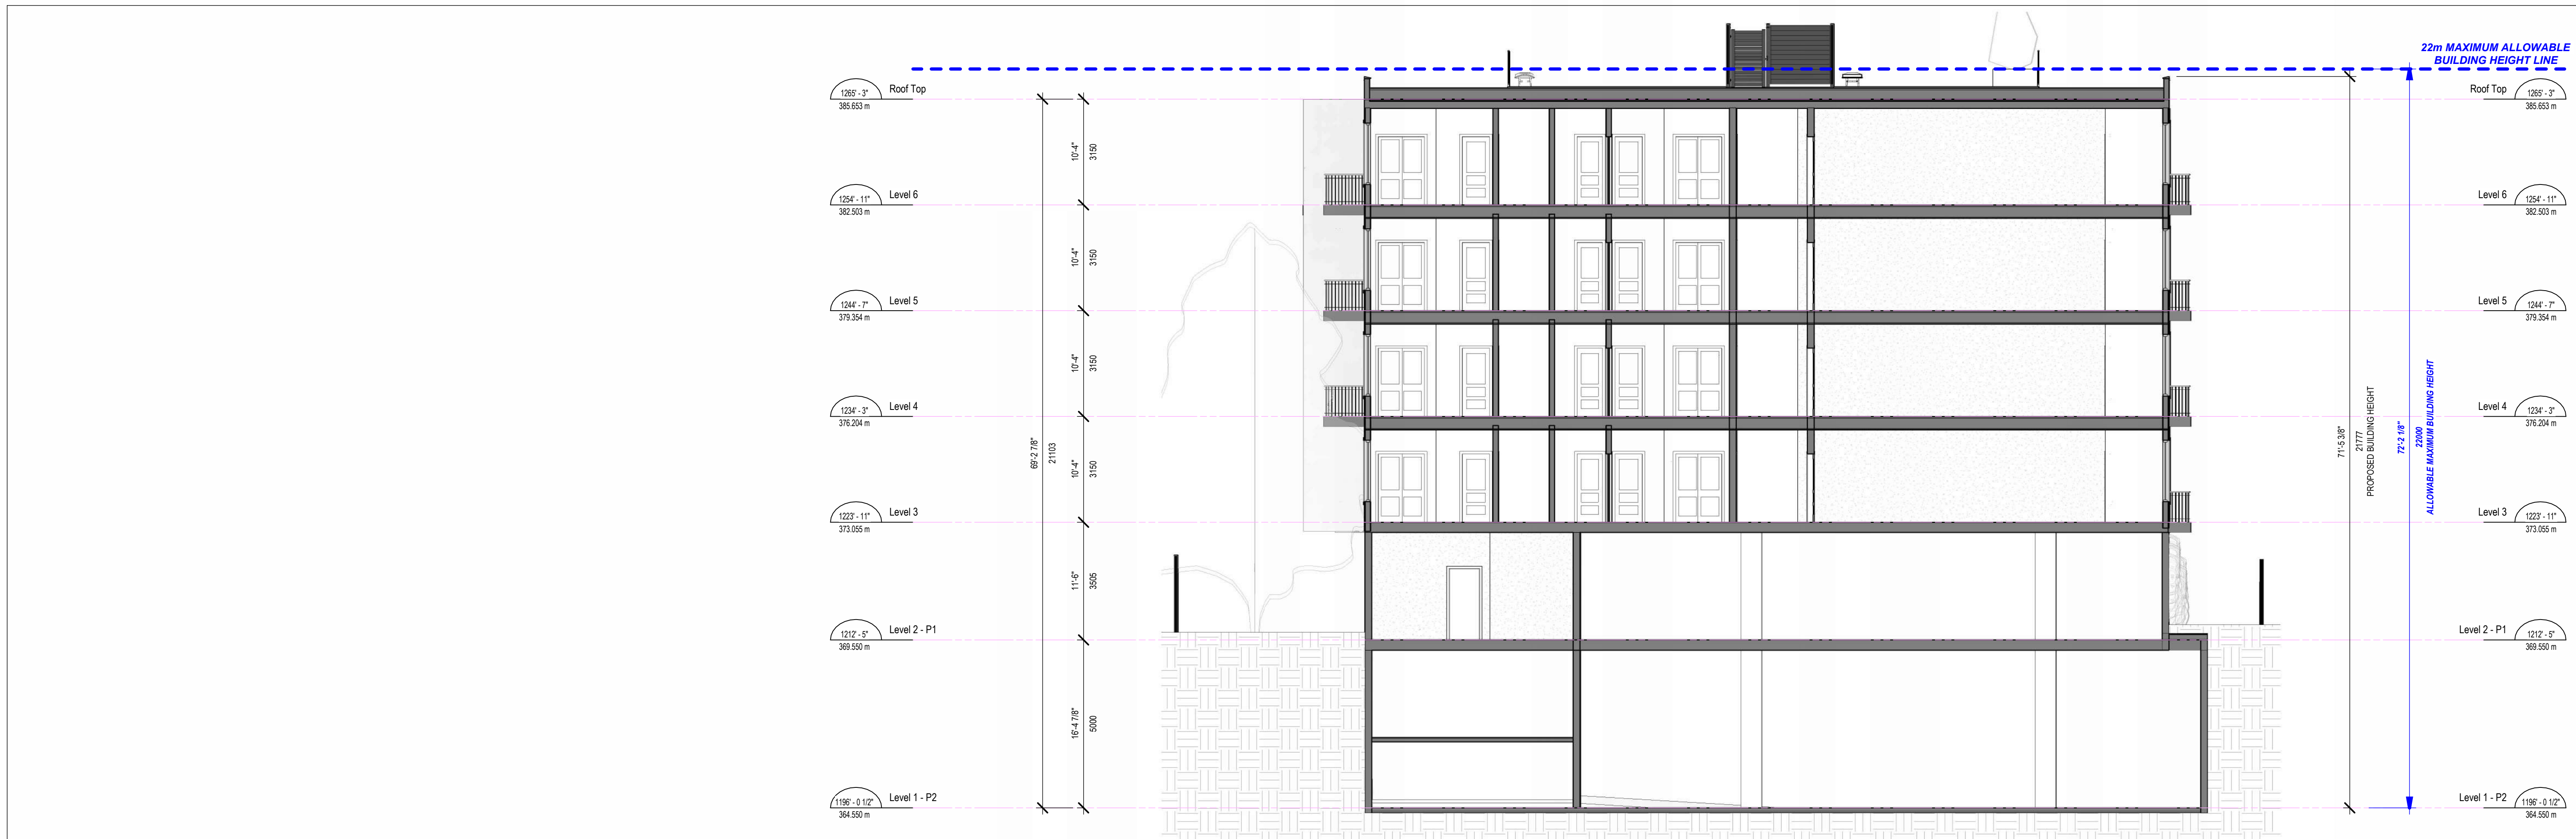 22m MAXIMUM ALLOWABLE
BUILDING HEIGHT LINE
1265' - 3"
Roof Top
385.653 m
Roof Top
1265' - 3"
385.653 m
10'-4"
3150
1254' - 11"
Level 6
382.503 m
Level 6
1254' - 11"
382.503 m
10'-4"
3150
1244' - 7"
Level 5
379.354 m
Level 5
1244' - 7"
379.354 m
10'-4"
3150
1234' - 3"
Level 4
376.204 m
Level 4
1234' - 3"
376.204 m
69'-2 7/8"
21103
10'-4"
3150
71'-5 3/8"
21777
PROPOSED BUILDING HEIGHT
72'-2 1/8"
22000
ALLOWABLE MAXIMUM BUILDING HEIGHT
1223' - 11"
Level 3
373.055 m
Level 3
1223' - 11"
373.055 m
11'-6"
3505
1212' - 5"
Level 2 - P1
369.550 m
Level 2 - P1
1212' - 5"
369.550 m
16'-4 7/8"
5000
1196' - 0 1/2"
Level 1 - P2
364.550 m
Level 1 - P2
1196' - 0 1/2"
364.550 m